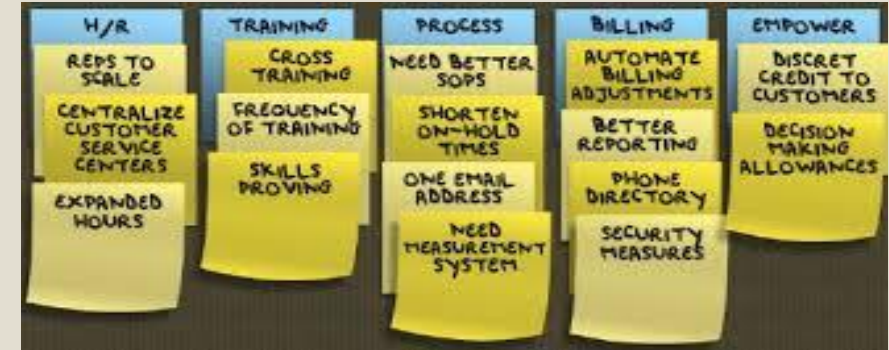 H/R
REPS TO
SCALE
CENTRALIZE
CUSTOMER
SERVICE
CENTERS
EXPANDED
HOURS
TRAINING
CROSS
TRAINING
FREQUENCY
OF TRAINING
SKILLS
PROVING
PROCESS
NEED BETTER
SOPS
SHORTEN
ON-HOLD
TIMES
ONE EMAIL
ADDRESS
NEED
MEASUREMENT
SYSTEM
BILLING
AUTOMATE
BILLING
ADJUSTMENTS
BETTER
REPORTING
PHONE
DIRECTORY
SECURITY
MEASURES
EMPOWER
DISCRET
CREDIT TO
CUSTOMERS
DECISION
MAKING
ALLOWANCES